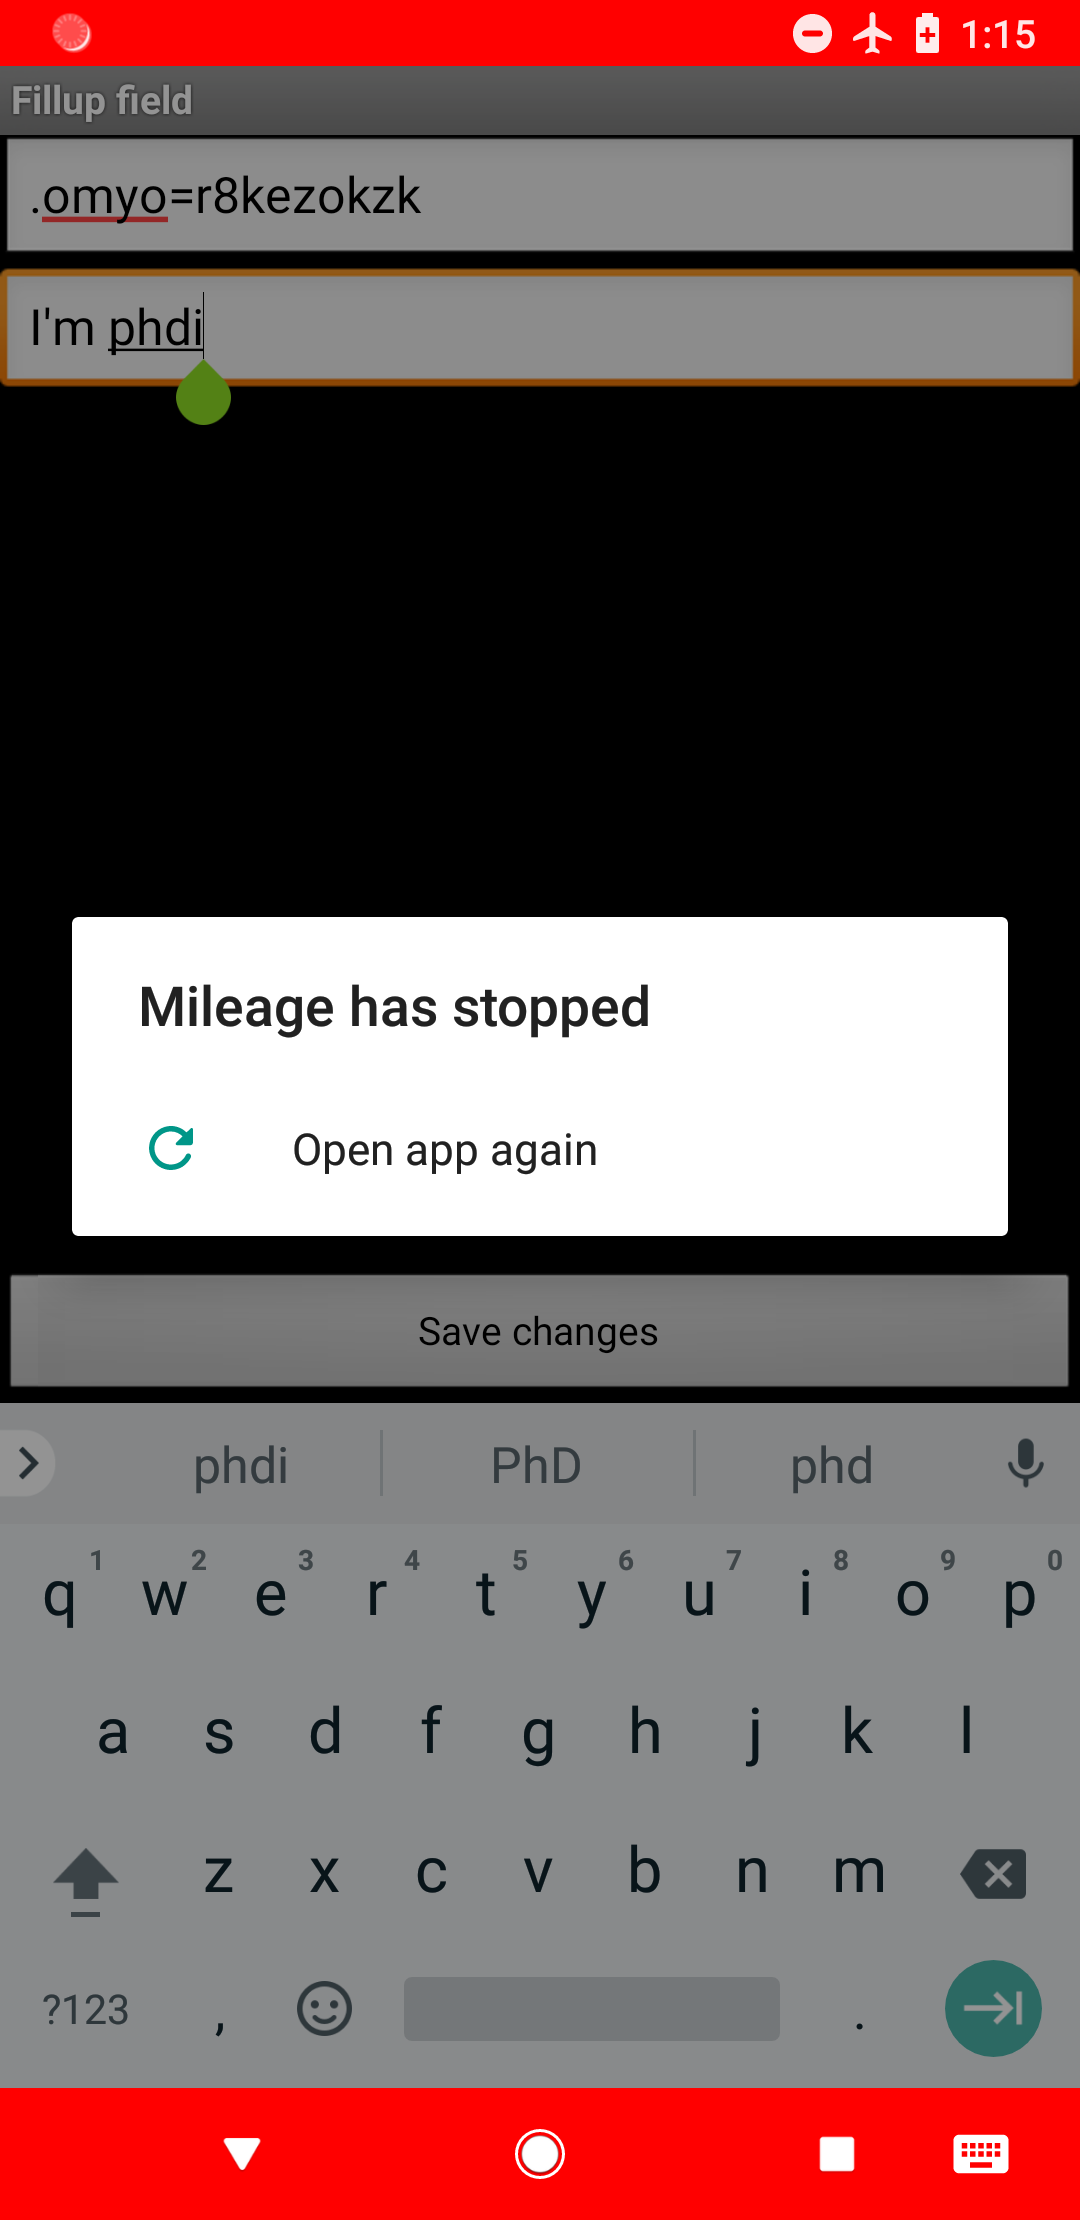 1:15
Fillup field
.omyo=r8kezokzk
I'm phdi
Mileage has stopped
Open app again
Save changes
phdi PhD phd
1 2 3 4 5 6 7 8 9 0
q w e r t y u i o p
a s d f g h j k l
z x c v b n m
?123 , .